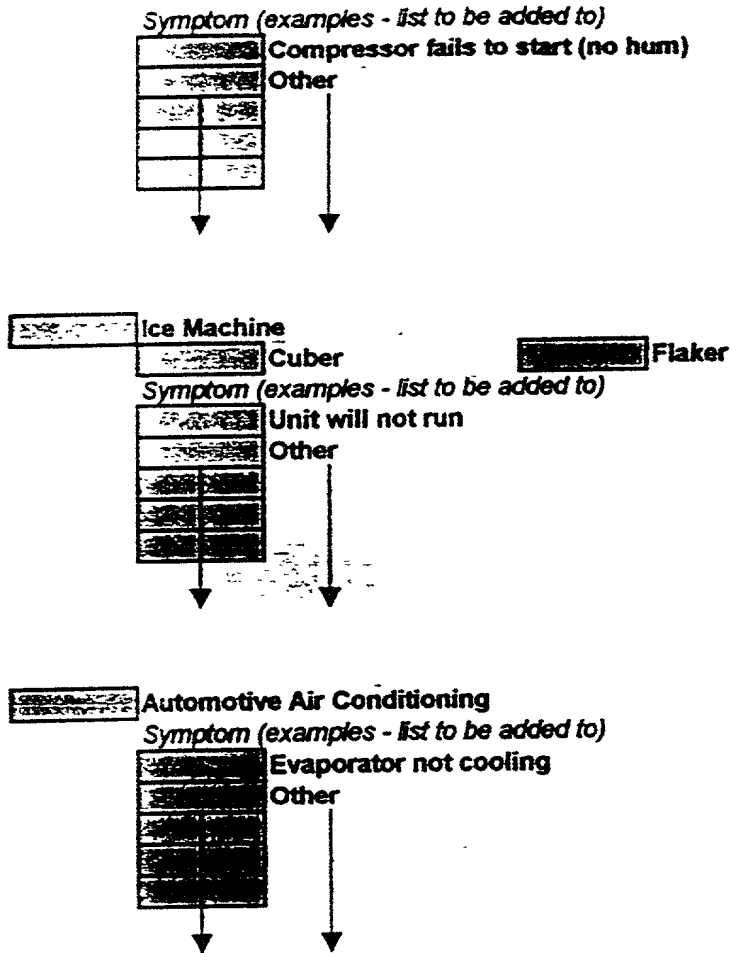 Symptom (examples - list to be added to)
Compressor fails to start (no hum)
Other
Ice Machine
Cuber
Flaker
Symptom (examples - list to be added to)
Unit will not run
Other
Automotive Air Conditioning
Symptom (examples - list to be added to)
Evaporator not cooling
Other